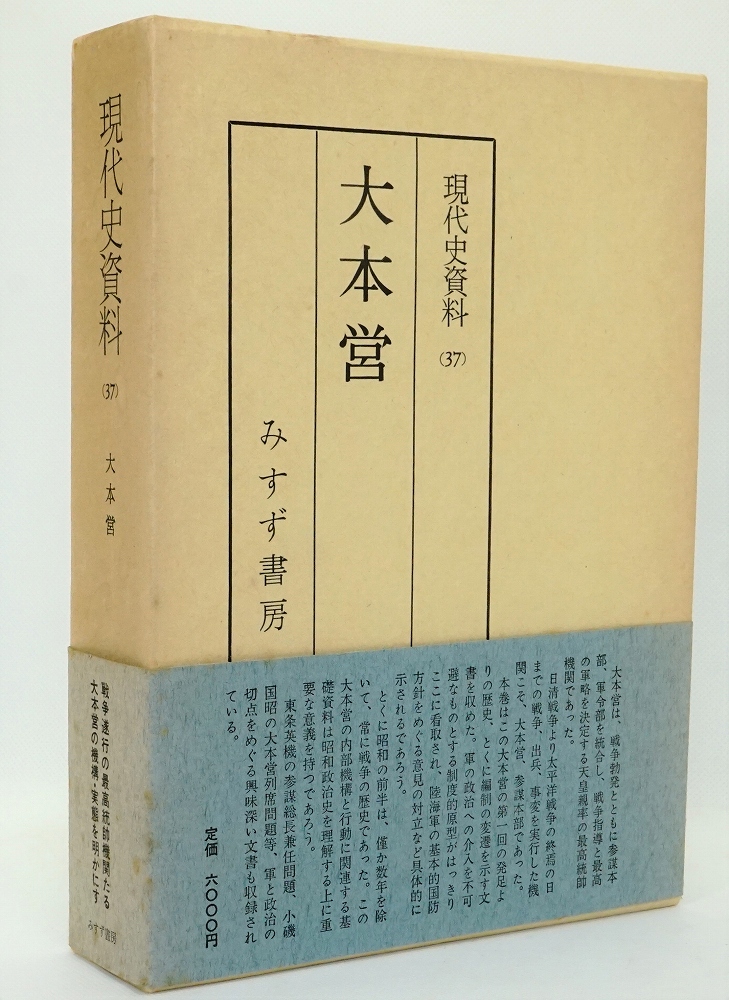 現代史資料
(37)
大本営
戦争遂行の最高統帥機関たる
大本営の機構・実態を明かにす
みすず書房
現代史資料
(37)
大本営
みすず書房
大本営は、戦争勃発とともに参謀本
部、軍令部を統合し、戦争指導と最高
の軍略を決定する天皇親率の最高統帥
機関であった。
日清戦争より太平洋戦争の終焉の日
までの戦争、出兵、事変を実行した機
関こそ、大本営、参謀本部であった。
本巻はこの大本営の第一回の発足よ
りの歴史、とくに編制の変遷を示す文
書を収めた。軍の政治への介入を不可
避なものとする制度的原型がはっきり
ここに看取され、陸海軍の基本的国防
方針をめぐる意見の対立など具体的に
示されるであろう。
とくに昭和の前半は、僅か数年を除
いて、常に戦争の歴史であった。この
大本営の内部機構と行動に関連する基
礎資料は昭和政治史を理解する上に重
要な意義を持つであろう。
東条英機の参謀総長兼任問題、小磯
国昭の大本営列席問題等、軍と政治の
切点をめぐる興味深い文書も収録され
ている。
定価 六〇〇〇円